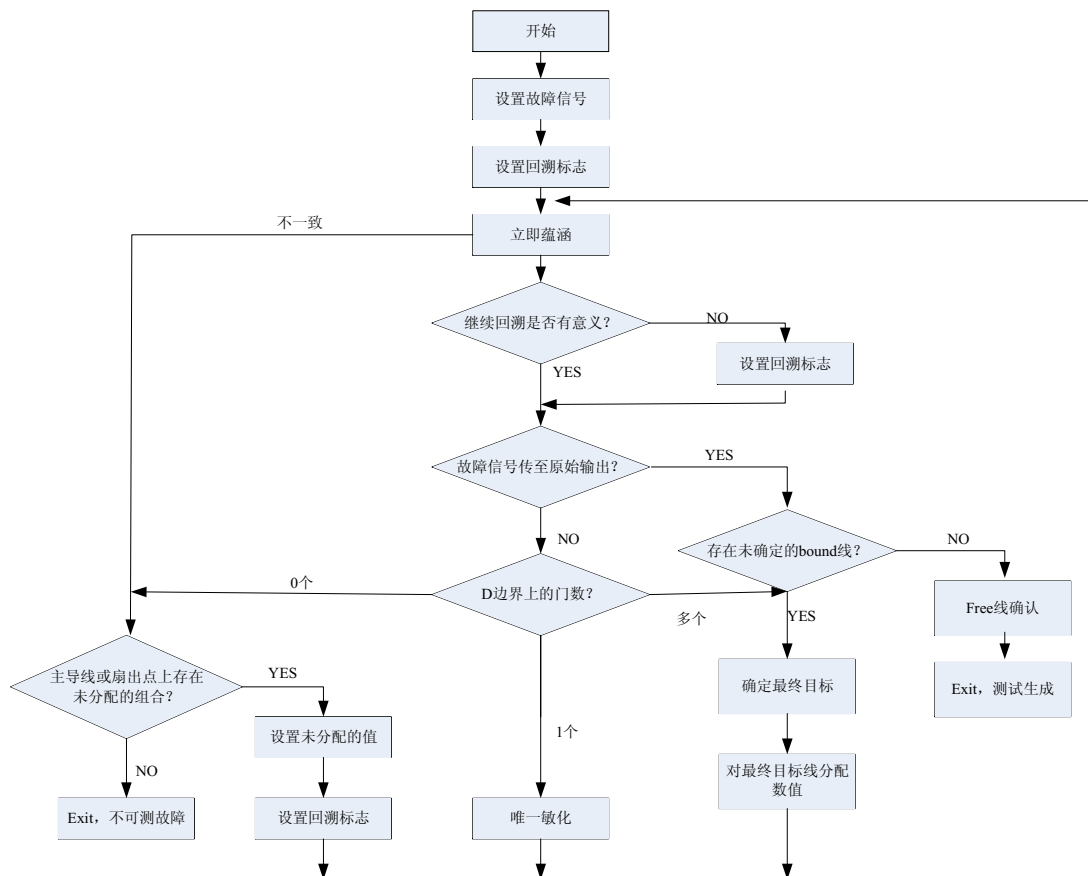 开始
设置故障信号
设置回溯标志
不一致
立即蕴涵
继续回溯是否有意义？
NO
设置回溯标志
YES
故障信号传至原始输出？
YES
NO
存在未确定的bound线？
NO
0个
D边界上的门数？
多个
YES
Free线确认
主导线或扇出点上存在
未分配的组合？
YES
确定最终目标
Exit，测试生成
设置未分配的值
1个
NO
对最终目标线分配
数值
Exit，不可测故障
设置回溯标志
唯一敏化